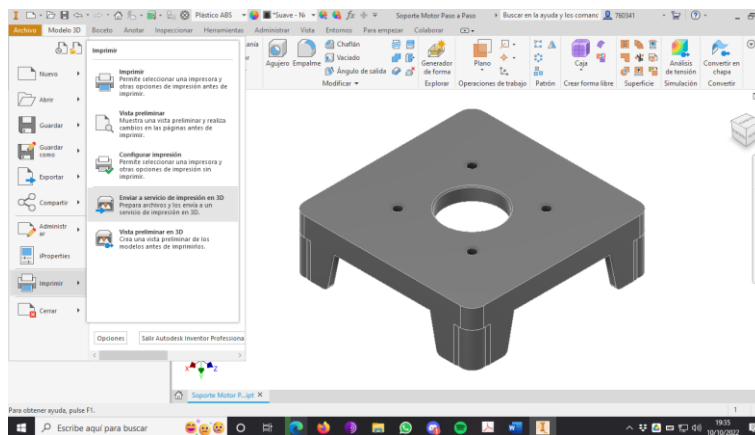 Plástico ABS
*Suave - Ni
Soporte Motor Paso a Paso
Buscar en la ayuda y los comanc
760341
Archivo Modelo 3D Boceto Anotar Inspeccionar Herramientas Administrar Vista Entornos Para empezar Colaborar
Nuevo
Abrir
Guardar
Guardar como
Exportar
Compartir
Administr
ar
iProperties
Imprimir
Cerrar
Imprimir
Imprimir
Permite seleccionar una impresora y
otras opciones de impresión antes de
imprimir.
Vista preliminar
Muestra una vista preliminar y realiza
cambios en las páginas antes de
imprimir.
Configurar impresión
Permite seleccionar una impresora y
otras opciones de impresión sin
imprimir.
Enviar a servicio de impresión en 3D
Prepara archivos y los envía a un
servicio de impresión en 3D.
Vista preliminar en 3D
Crea una vista preliminar de los
modelos antes de imprimirlos.
Opciones
Salir Autodesk Inventor Professiona
Agujero
Empalme
Chaflán
Vaciado
Ángulo de salida
Modificar
Generador
de forma
Explorar
Plano
Operaciones de trabajo
Patrón
Caja
Crear forma libre
Superficie
Análisis
de tensión
Simulación
Convertir en
chapa
Convertir
X
Z
Soporte Motor P...ipt X
Para obtener ayuda, pulse F1.
1
Escribe aquí para buscar
19:35
10/10/2022